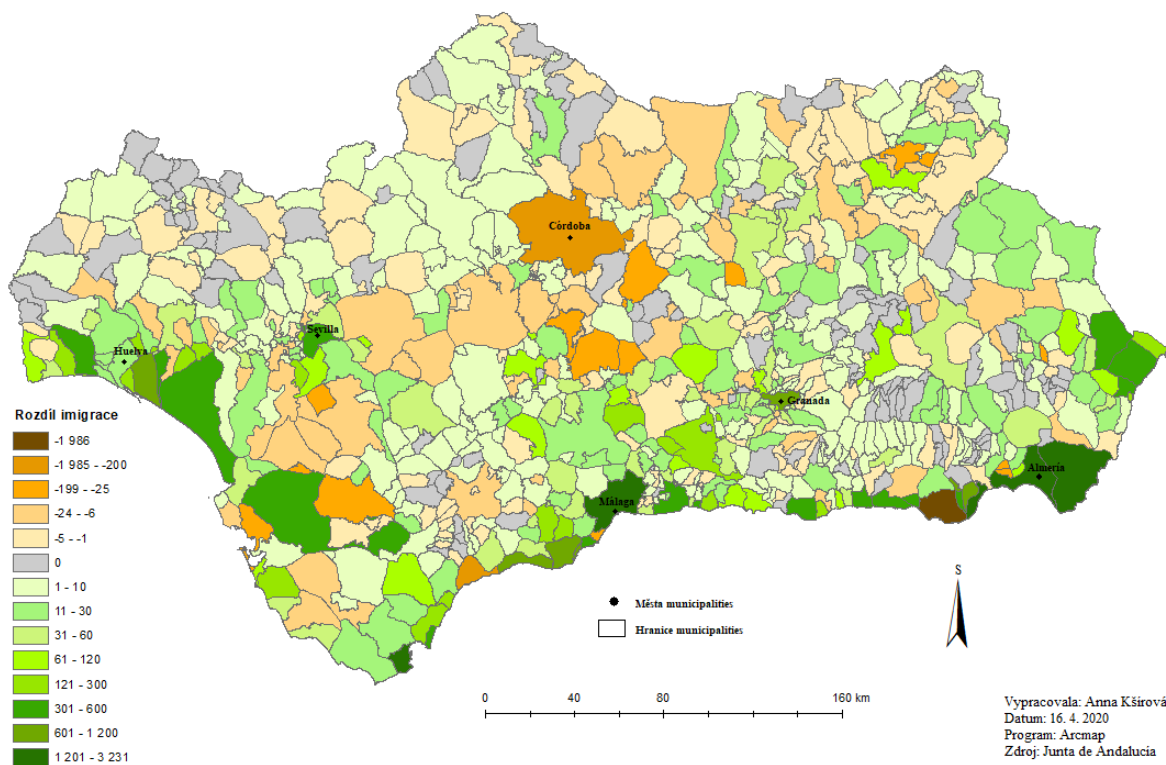 Córdoba
Sevilla
Huelva
Granada
Almería
Málaga
Rozdíl imigrace
-1 986
-1 985 - -200
-199 - -25
-24 - -6
-5 - -1
0
1 - 10
11 - 30
31 - 60
61 - 120
121 - 300
301 - 600
601 - 1 200
1 201 - 3 231
Města municipalities
Hranice municipalities
S
0 40 80 160 km
Vypracovala: Anna Kšírová
Datum: 16. 4. 2020
Program: Arcmap
Zdroj: Junta de Andalucía